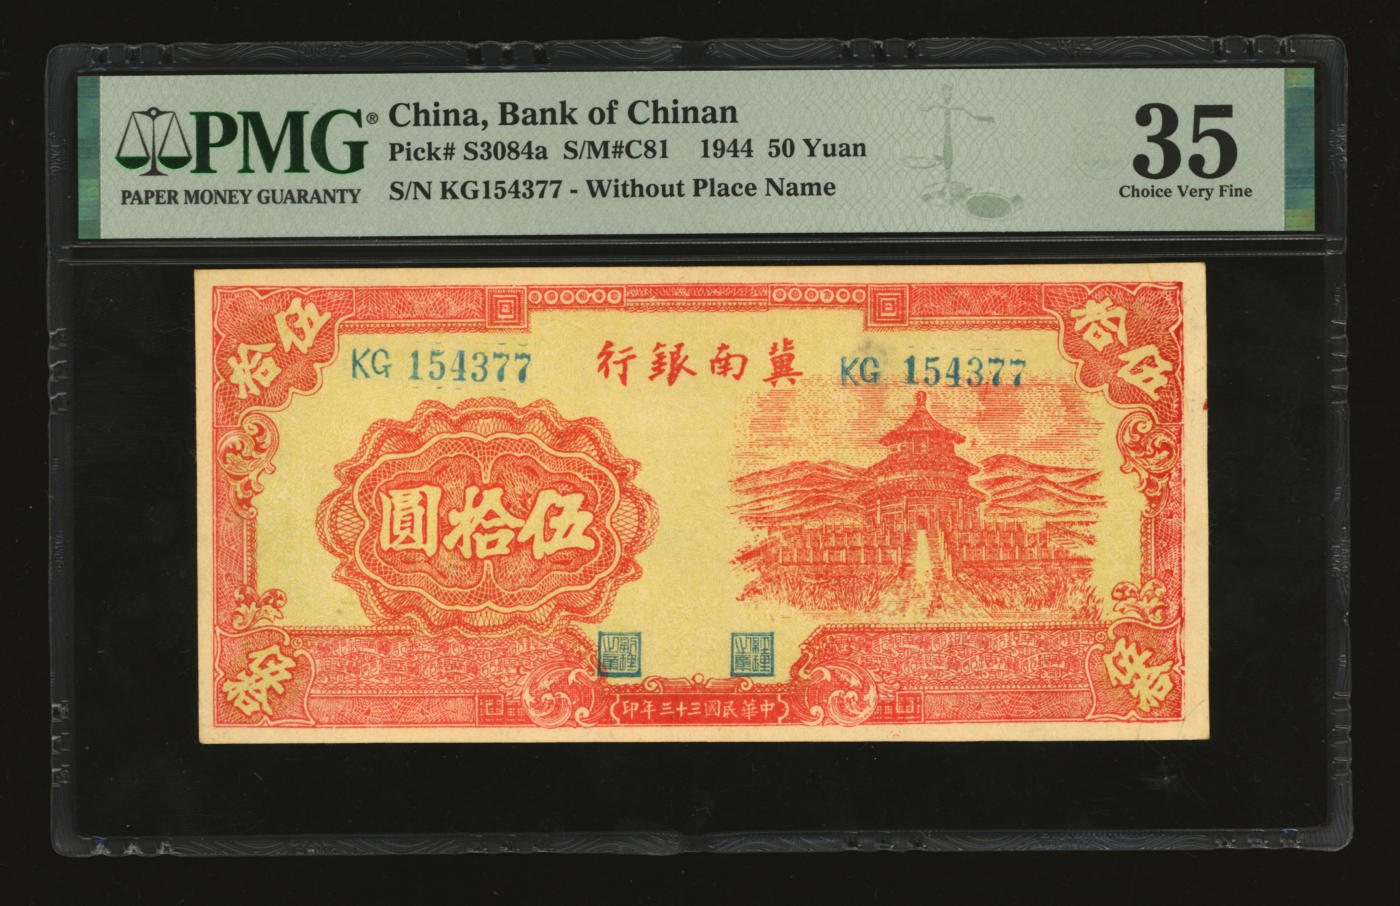 PMG®
PAPER MONEY GUARANTY
China, Bank of Chinan
Pick# S3084a S/M#C81 1944 50 Yuan
S/N KG154377 - Without Place Name
35
Choice Very Fine
伍拾
拾伍
行銀南冀
KG 154377
KG 154377
圓拾伍
伍拾
伍拾
印年三十三國民華中